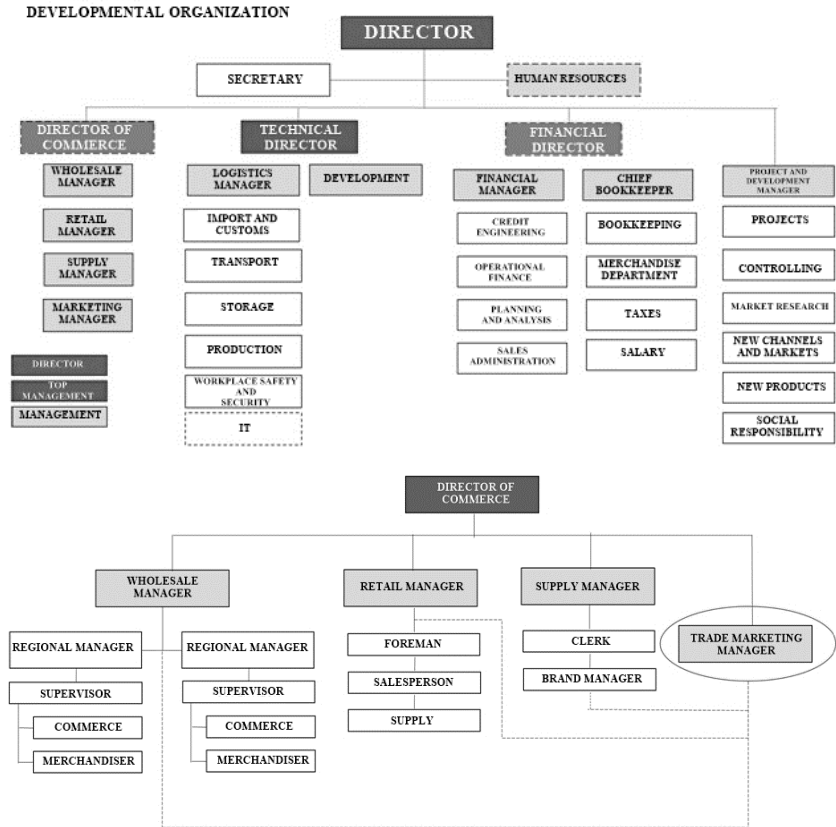 DEVELOPMENTAL ORGANIZATION
DIRECTOR
SECRETARY
HUMAN RESOURCES
DIRECTOR OF
COMMERCE
TECHNICAL
DIRECTOR
FINANCIAL
DIRECTOR
WHOLESALE
MANAGER
RETAIL
MANAGER
SUPPLY
MANAGER
MARKETING
MANAGER
LOGISTICS
MANAGER
DEVELOPMENT
IMPORT AND
CUSTOMS
TRANSPORT
STORAGE
PRODUCTION
WORKPLACE SAFETY
AND
SECURITY
IT
FINANCIAL
MANAGER
CREDIT
ENGINEERING
OPERATIONAL
FINANCE
PLANNING
AND ANALYSIS
SALES
ADMINISTRATION
CHIEF
BOOKKEEPER
BOOKKEEPING
MERCHANDISE
DEPARTMENT
TAXES
SALARY
PROJECT AND
DEVELOPMENT
MANAGER
PROJECTS
CONTROLLING
MARKET RESEARCH
NEW CHANNELS
AND MARKETS
NEW PRODUCTS
SOCIAL
RESPONSIBILITY
DIRECTOR
TOP
MANAGEMENT
MANAGEMENT
DIRECTOR OF
COMMERCE
WHOLESALE
MANAGER
RETAIL MANAGER
SUPPLY MANAGER
TRADE MARKETING
MANAGER
REGIONAL MANAGER
SUPERVISOR
COMMERCE
MERCHANDISER
REGIONAL MANAGER
SUPERVISOR
COMMERCE
MERCHANDISER
FOREMAN
SALESPERSON
SUPPLY
CLERK
BRAND MANAGER